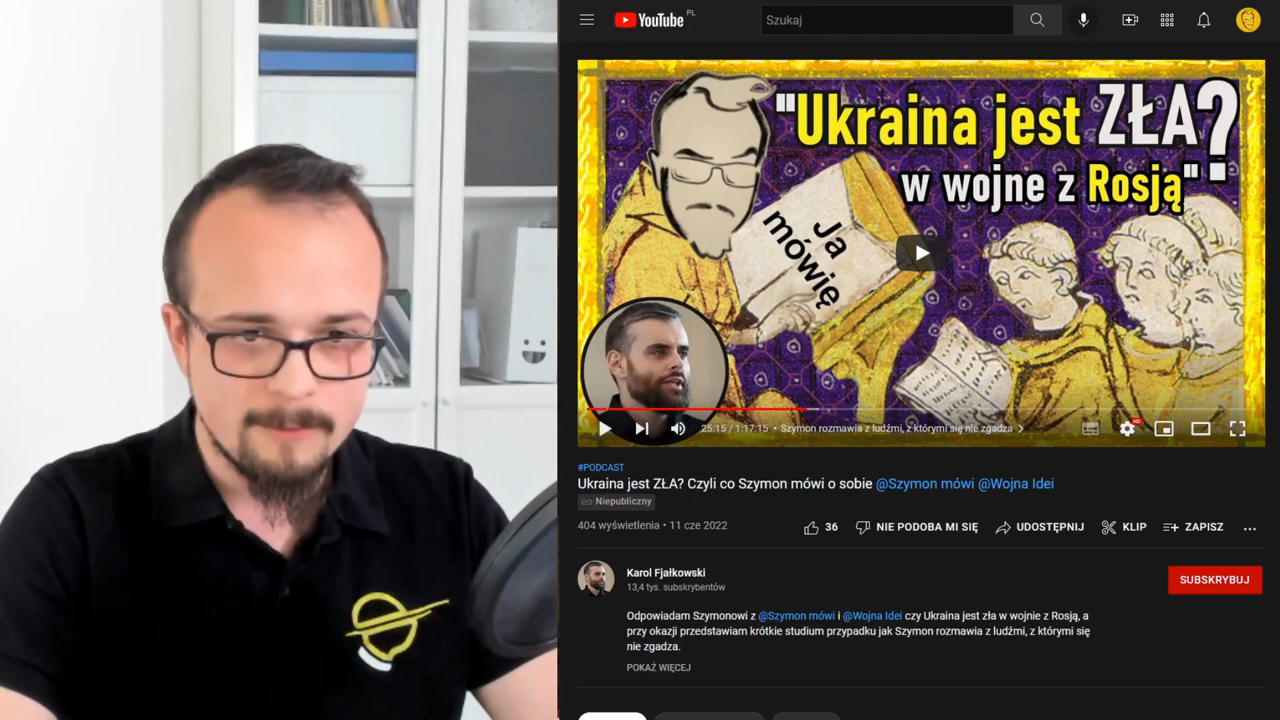 YouTube PL
Szukaj
"Ukraina jest ZŁA?
w wojne z Rosją"
Ja
mówię
25:15 / 1:17:15 • Szymon rozmawia z ludźmi, z którymi się nie zgadza
HD
#PODCAST
Ukraina jest ZŁA? Czyli co Szymon mówi o sobie @Szymon mówi @Wojna Idei
Niepubliczny
404 wyświetlenia • 11 cze 2022
36
NIE PODOBA MI SIĘ
UDOSTĘPNIJ
KLIP
ZAPISZ
Karol Fjałkowski
13,4 tys. subskrybentów
SUBSKRYBUJ
Odpowiadam Szymonowi z @Szymon mówi i @Wojna Idei czy Ukraina jest zła w wojnie z Rosją, a
przy okazji przedstawiam krótkie studium przypadku jak Szymon rozmawia z ludźmi, z którymi się
nie zgadza.
POKAŻ WIĘCEJ